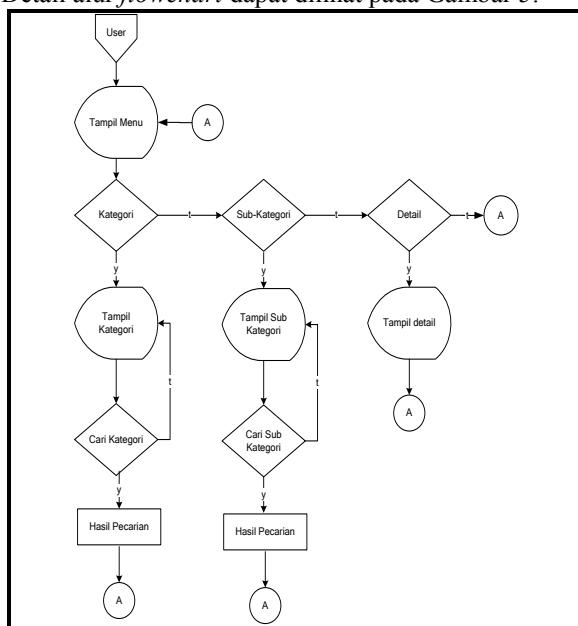 Detail alur flowchart dapat dilihat pada Gambar 3.
User
Tampil Menu
A
Kategori
t
Sub-Kategori
t
Detail
t
A
y
y
y
Tampil
Kategori
Tampil Sub
Kategori
Tampil detail
t
t
A
Cari Kategori
Cari Sub
Kategori
y
y
Hasil Pecarian
Hasil Pecarian
A
A